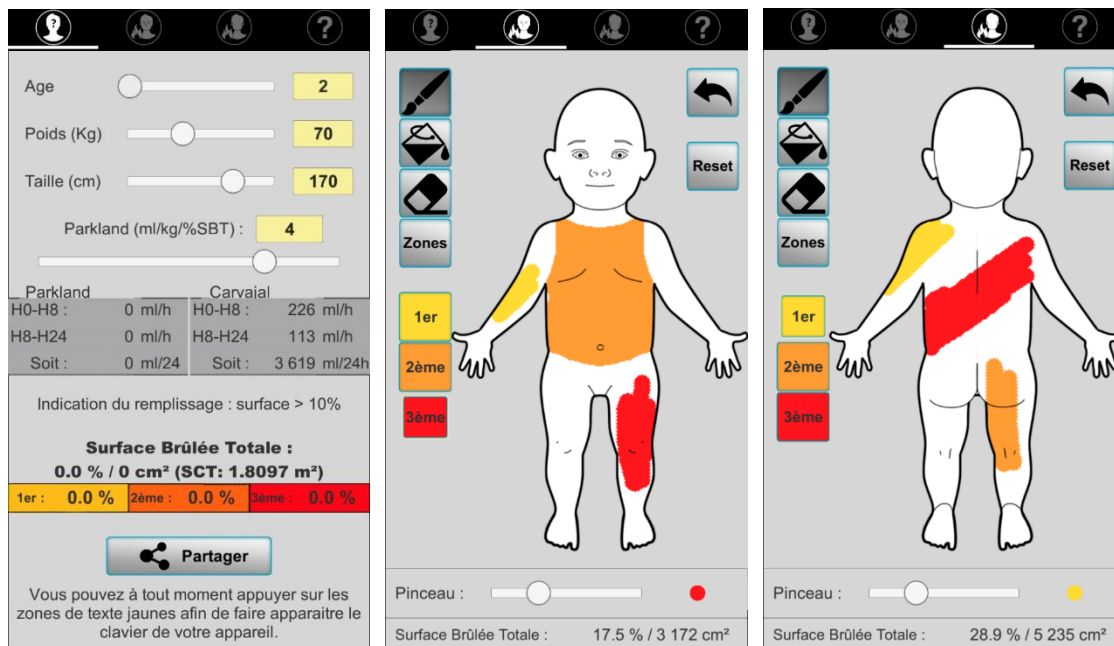 ?
?
Age
2
Poids (Kg)
70
Taille (cm)
170
Parkland (ml/kg/%SBT) : 4
Parkland Carvajal
H0-H8 : 0 ml/h H0-H8 : 226 ml/h
H8-H24 0 ml/h H8-H24 113 ml/h
Soit : 0 ml/24 Soit : 3 619 ml/24h
Indication du remplissage : surface > 10%
Surface Brûlée Totale :
0.0 % / 0 cm² (SCT: 1.8097 m²)
1er : 0.0 % 2ème : 0.0 % 3ème : 0.0 %
Partager
Vous pouvez à tout moment appuyer sur les
zones de texte jaunes afin de faire apparaitre le
clavier de votre appareil.
?
?
Reset
Zones
1er
2ème
3ème
Pinceau :
Surface Brûlée Totale : 17.5 % / 3 172 cm²
?
?
Reset
Zones
1er
2ème
3ème
Pinceau :
Surface Brûlée Totale : 28.9 % / 5 235 cm²